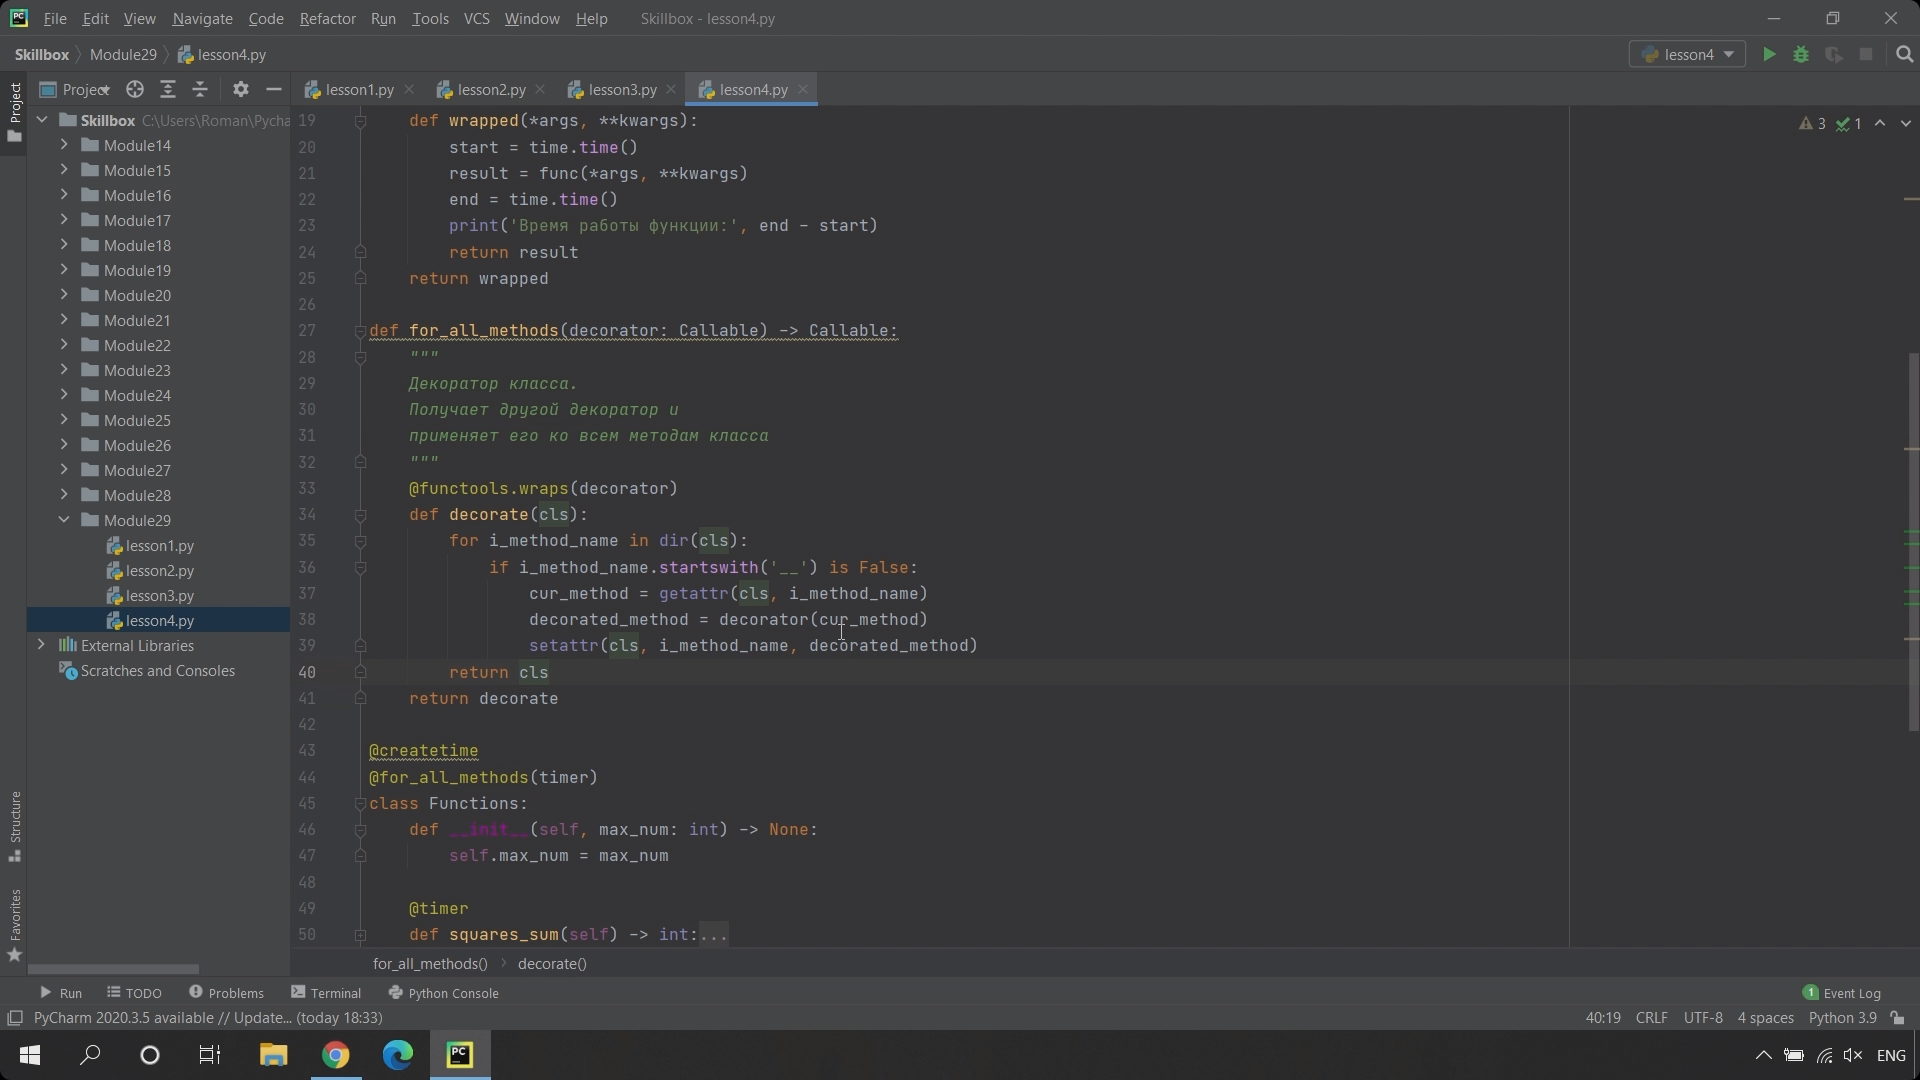 PC File Edit View Navigate Code Refactor Run Tools VCS Window Help Skillbox - lesson4.py
Skillbox Module29 lesson4.py lesson4
Project lesson1.py lesson2.py lesson3.py lesson4.py
Project
Skillbox C:\Users\Roman\Pycha
Module14
Module15
Module16
Module17
Module18
Module19
Module20
Module21
Module22
Module23
Module24
Module25
Module26
Module27
Module28
Module29
lesson1.py
lesson2.py
lesson3.py
lesson4.py
External Libraries
Scratches and Consoles
Structure
Favorites
3 1
19 def wrapped(*args, **kwargs):
20 start = time.time()
21 result = func(*args, **kwargs)
22 end = time.time()
23 print('Время работы функции:', end - start)
24 return result
25 return wrapped
26
27 def for_all_methods(decorator: Callable) -> Callable:
28 """
29 Декоратор класса.
30 Получает другой декоратор и
31 применяет его ко всем методам класса
32 """
33 @functools.wraps(decorator)
34 def decorate(cls):
35 for i_method_name in dir(cls):
36 if i_method_name.startswith('__') is False:
37 cur_method = getattr(cls, i_method_name)
38 decorated_method = decorator(cur_method)
39 setattr(cls, i_method_name, decorated_method)
40 return cls
41 return decorate
42
43 @createtime
44 @for_all_methods(timer)
45 class Functions:
46 def __init__(self, max_num: int) -> None:
47 self.max_num = max_num
48
49 @timer
50 def squares_sum(self) -> int:...
for_all_methods() decorate()
Run TODO Problems Terminal Python Console 1 Event Log
PyCharm 2020.3.5 available // Update... (today 18:33) 40:19 CRLF UTF-8 4 spaces Python 3.9
PC ENG